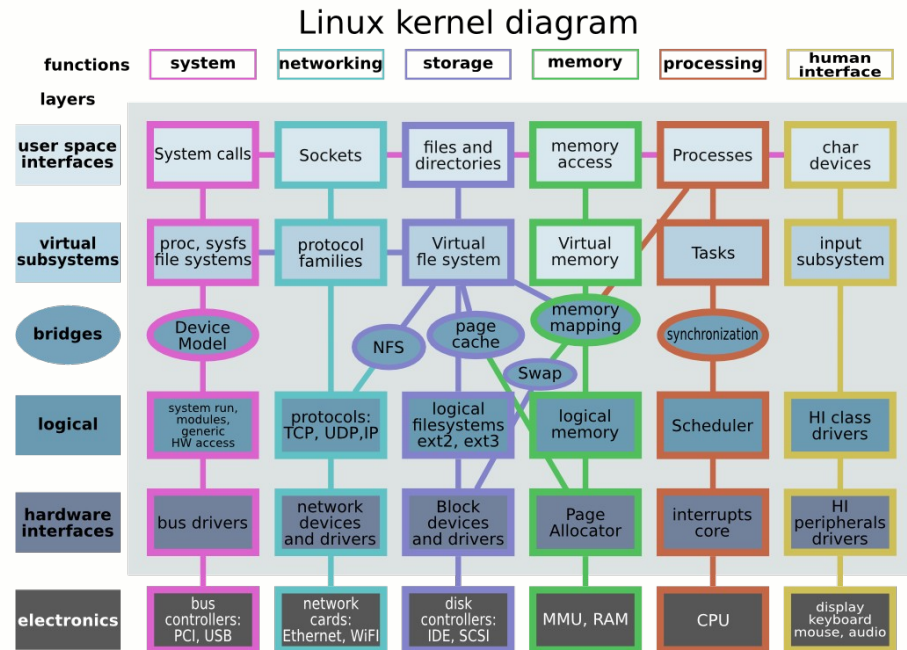 Linux kernel diagram
functions
system
networking
storage
memory
processing
human
interface
layers
user space
interfaces
System calls
Sockets
files and
directories
memory
access
Processes
char
devices
virtual
subsystems
proc, sysfs
file systems
protocol
families
Virtual
fle system
Virtual
memory
Tasks
input
subsystem
bridges
Device
Model
NFS
page
cache
memory
mapping
synchronization
Swap
logical
system run,
modules,
generic
HW access
protocols:
TCP, UDP,IP
logical
filesystems
ext2, ext3
logical
memory
Scheduler
HI class
drivers
hardware
interfaces
bus drivers
network
devices
and drivers
Block
devices
and drivers
Page
Allocator
interrupts
core
HI
peripherals
drivers
electronics
bus
controllers:
PCI, USB
network
cards:
Ethernet, WiFI
disk
controllers:
IDE, SCSI
MMU, RAM
CPU
display
keyboard
mouse, audio